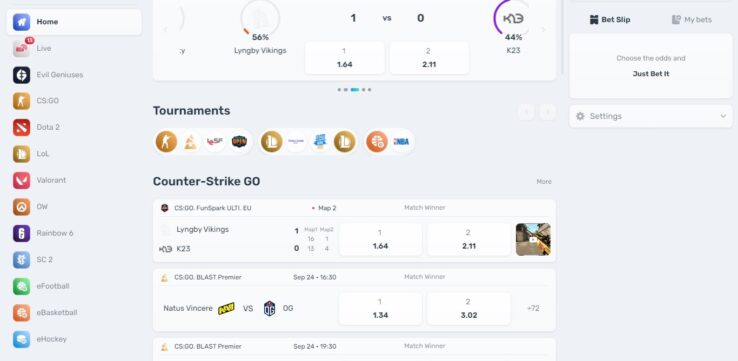 Home
Live
15
Evil Geniuses
CS:GO
Dota 2
LoL
Valorant
OW
Rainbow 6
SC 2
eFootball
eBasketball
eHockey
1 vs 0
56%
Lyngby Vikings
44%
K23
1
1.64
2
2.11
Tournaments
Counter-Strike GO
More
CS:GO. FunSpark ULTI. EU
Map 2
Match Winner
Lyngby Vikings
K23
1
0
Map1 Map2
16 1
13 4
1
1.64
2
2.11
CS:GO. BLAST Premier
Sep 24 • 16:30
Match Winner
Natus Vincere
VS
OG
1
1.34
2
3.02
+72
CS:GO. BLAST Premier
Sep 24 • 19:30
Match Winner
Bet Slip
My bets
Choose the odds and
Just Bet It
Settings